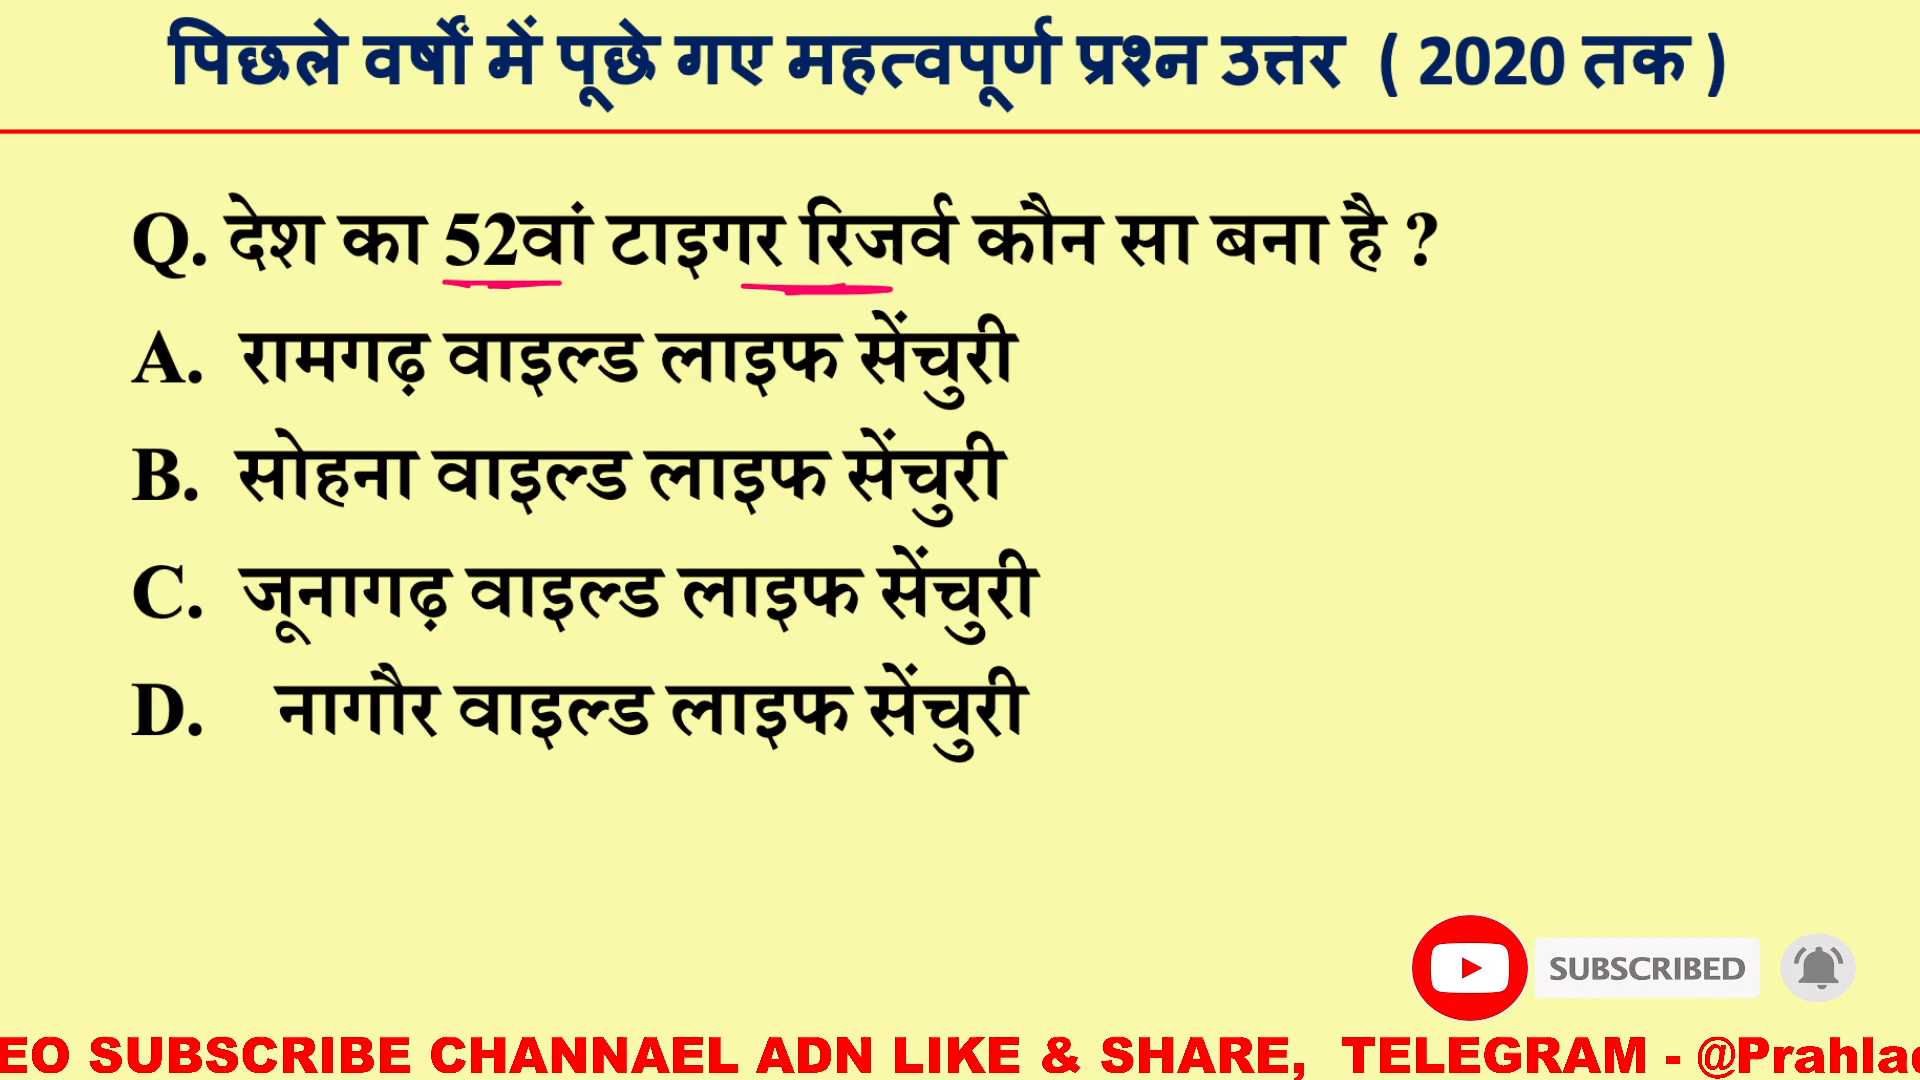 पिछले वर्षों में पूछे गए महत्वपूर्ण प्रश्न उत्तर ( 2020 तक )
Q. देश का 52वां टाइगर रिजर्व कौन सा बना है ?
A. रामगढ़ वाइल्ड लाइफ सेंचुरी
B. सोहना वाइल्ड लाइफ सेंचुरी
C. जूनागढ़ वाइल्ड लाइफ सेंचुरी
D. नागौर वाइल्ड लाइफ सेंचुरी
SUBSCRIBED
EO SUBSCRIBE CHANNAEL ADN LIKE & SHARE, TELEGRAM - @Prahlad